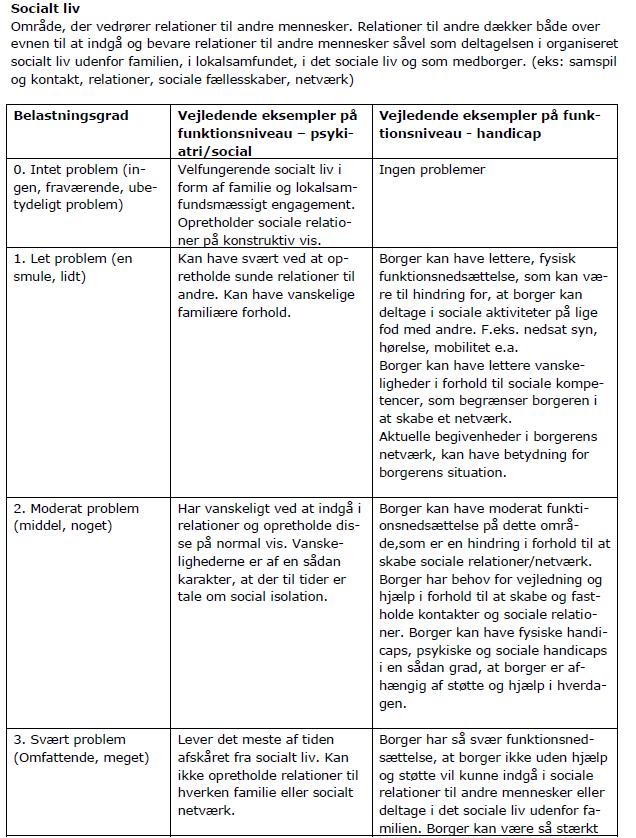 Socialt liv
Område, der vedrører relationer til andre mennesker. Relationer til andre dækker både over
evnen til at indgå og bevare relationer til andre mennesker såvel som deltagelsen i organiseret
socialt liv udenfor familien, i lokalsamfundet, i det sociale liv og som medborger. (eks: samspil
og kontakt, relationer, sociale fællesskaber, netværk)
Belastningsgrad
Vejledende eksempler på
funktionsniveau – psyki-
atri/social
Vejledende eksempler på funk-
tionsniveau - handicap
0. Intet problem (in-
gen, fraværende, ube-
tydeligt problem)
Velfungerende socialt liv i
form af familie og lokalsam-
fundsmæssigt engagement.
Opretholder sociale relatio-
ner på konstruktiv vis.
Ingen problemer
1. Let problem (en
smule, lidt)
Kan have svært ved at op-
retholde sunde relationer til
andre. Kan have vanskelige
familiære forhold.
Borger kan have lettere, fysisk
funktionsnedsættelse, som kan væ-
re til hindring for, at borger kan
deltage i sociale aktiviteter på lige
fod med andre. F.eks. nedsat syn,
hørelse, mobilitet e.a.
Borger kan have lettere vanske-
ligheder i forhold til sociale kompe-
tencer, som begrænser borgeren i
at skabe et netværk.
Aktuelle begivenheder i borgerens
netværk, kan have betydning for
borgerens situation.
2. Moderat problem
(middel, noget)
Har vanskeligt ved at indgå i
relationer og opretholde dis-
se på normal vis. Vanske-
lighederne er af en sådan
karakter, at der til tider er
tale om social isolation.
Borger kan have moderat funkti-
onsnedsættelse på dette områ-
de,som er en hindring i forhold til at
skabe sociale relationer/netværk.
Borger har behov for vejledning og
hjælp i forhold til at skabe og fast-
holde kontakter og sociale relatio-
ner. Borger kan have fysiske handi-
caps, psykiske og sociale handicaps
i en sådan grad, at borger er af-
hængig af støtte og hjælp i hverda-
gen.
3. Svært problem
(Omfattende, meget)
Lever det meste af tiden
afskåret fra socialt liv. Kan
ikke opretholde relationer til
hverken familie eller socialt
netværk.
Borger har så svær funktionsned-
sættelse, at borger ikke uden hjælp
og støtte vil kunne indgå i sociale
relationer til andre mennesker eller
deltage i det sociale liv udenfor fa-
milien. Borger kan være så stærkt